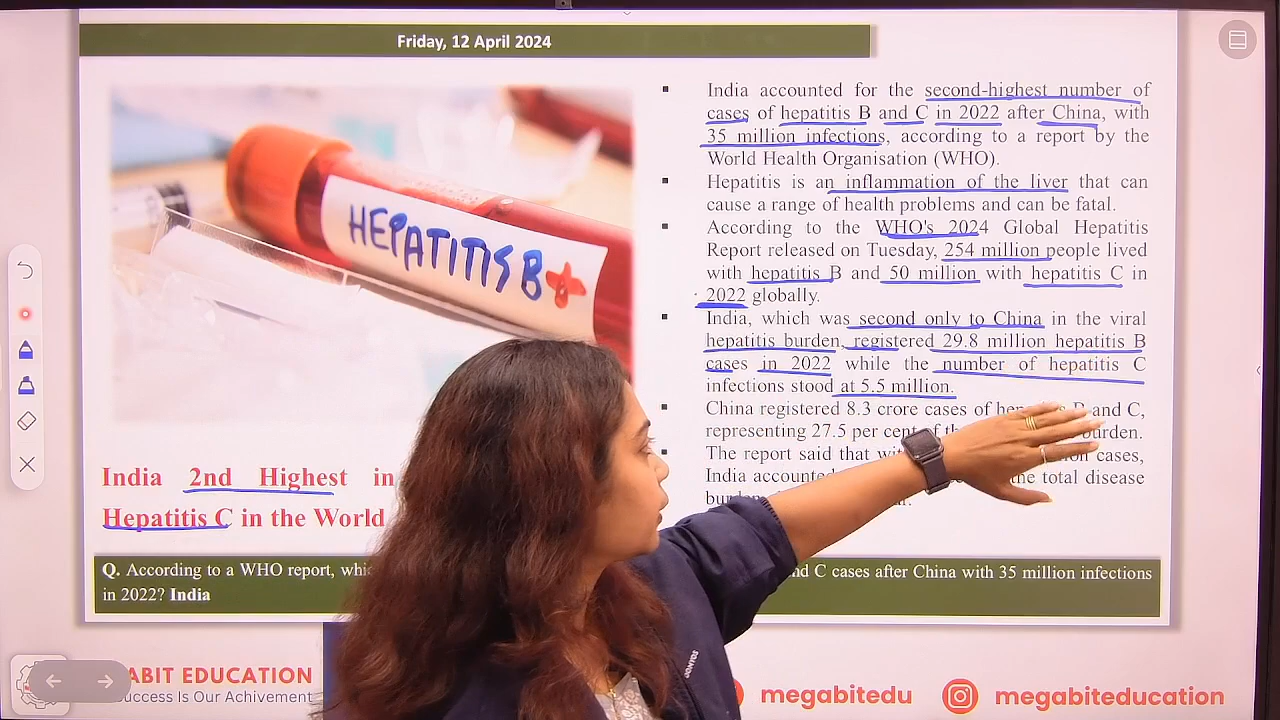 Friday, 12 April 2024
HEPATITIS B+
India 2nd Highest in
Hepatitis C in the World
India accounted for the second-highest number of
cases of hepatitis B and C in 2022 after China, with
35 million infections, according to a report by the
World Health Organisation (WHO).
Hepatitis is an inflammation of the liver that can
cause a range of health problems and can be fatal.
According to the WHO's 2024 Global Hepatitis
Report released on Tuesday, 254 million people lived
with hepatitis B and 50 million with hepatitis C in
2022 globally.
India, which was second only to China in the viral
hepatitis burden, registered 29.8 million hepatitis B
cases in 2022 while the number of hepatitis C
infections stood at 5.5 million.
China registered 8.3 crore cases of B and C,
representing 27.5 per cent of burden.
The report said that cases,
India accounted the total disease
Q. According to a WHO report, and C cases after China with 35 million infections
in 2022? India
EDUCATION
Success Is Our Achivement
megabitedu
megabiteducation